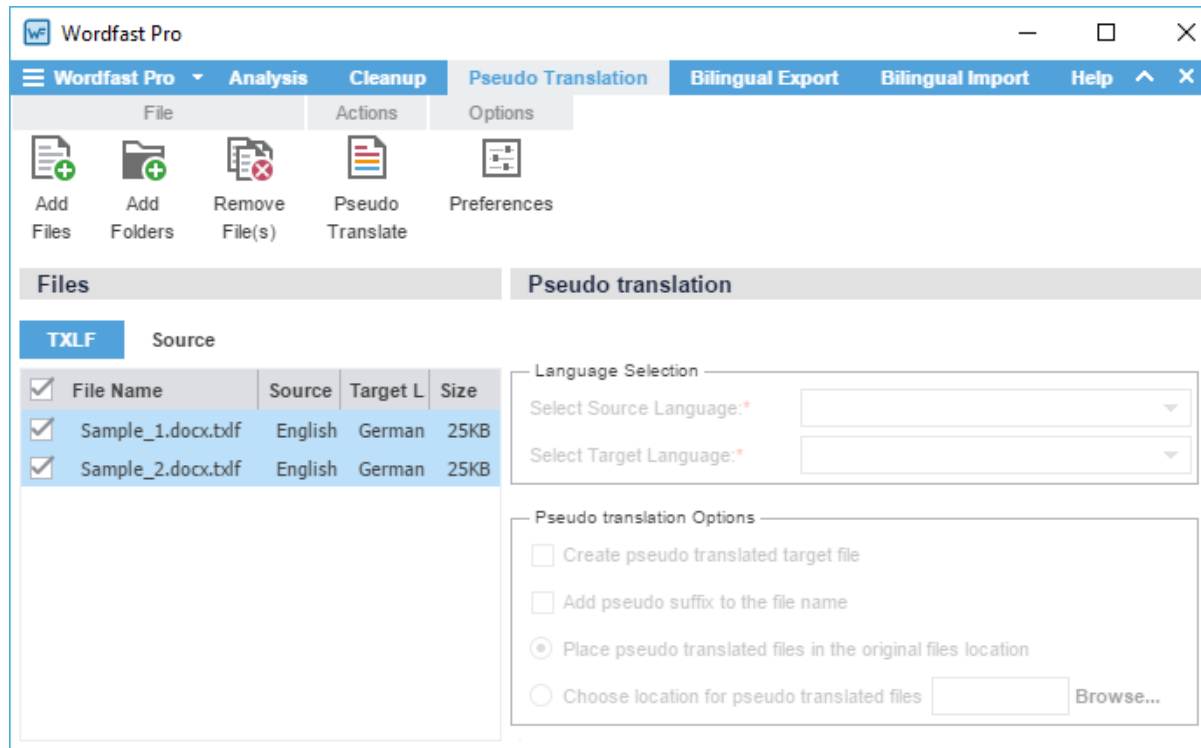 WF Wordfast Pro
Wordfast Pro Analysis Cleanup Pseudo Translation Bilingual Export Bilingual Import Help
File Actions Options
Add Files
Add Folders
Remove File(s)
Pseudo Translate
Preferences
Files
Pseudo translation
TXLF Source
File Name Source Target L Size
Sample_1.docx.txlf English German 25KB
Sample_2.docx.txlf English German 25KB
Language Selection
Select Source Language:*
Select Target Language:*
Pseudo translation Options
Create pseudo translated target file
Add pseudo suffix to the file name
Place pseudo translated files in the original files location
Choose location for pseudo translated files Browse...